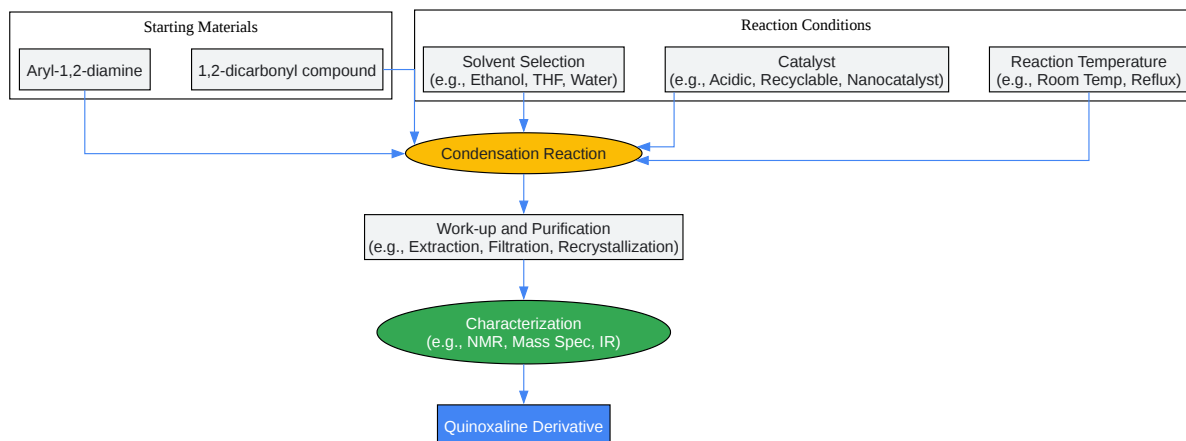 Starting Materials
Reaction Conditions
Aryl-1,2-diamine
1,2-dicarbonyl compound
Solvent Selection
(e.g., Ethanol, THF, Water)
Catalyst
(e.g., Acidic, Recyclable, Nanocatalyst)
Reaction Temperature
(e.g., Room Temp, Reflux)
Condensation Reaction
Work-up and Purification
(e.g., Extraction, Filtration, Recrystallization)
Characterization
(e.g., NMR, Mass Spec, IR)
Quinoxaline Derivative